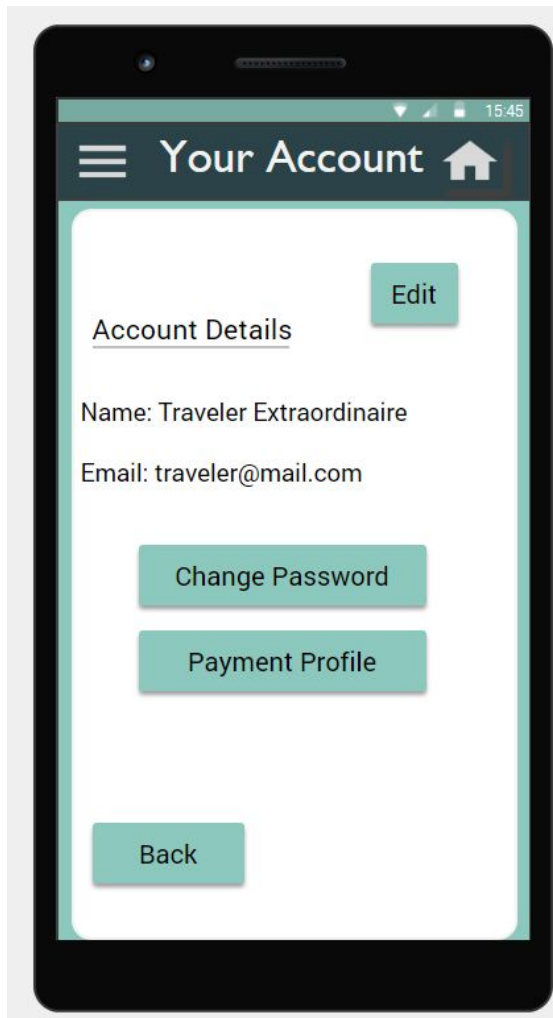 15:45
Your Account
Edit
Account Details
Name: Traveler Extraordinaire
Email: traveler@mail.com
Change Password
Payment Profile
Back